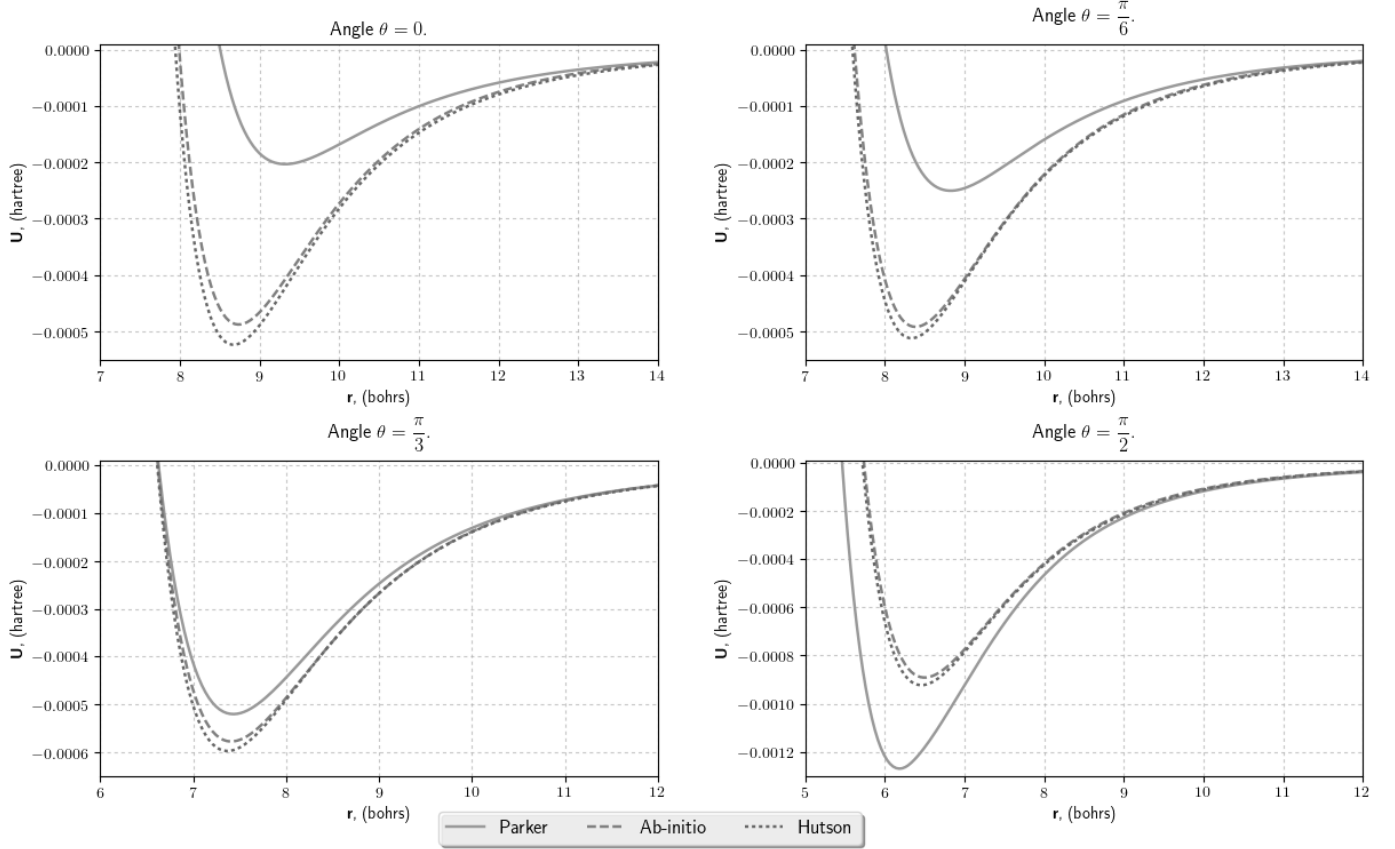 Angle θ = 0.
0.0000
−0.0001
−0.0002
−0.0003
−0.0004
−0.0005
U, (hartree)
7 8 9 10 11 12 13 14
r, (bohrs)
Angle θ = π/6.
0.0000
−0.0001
−0.0002
−0.0003
−0.0004
−0.0005
U, (hartree)
7 8 9 10 11 12 13 14
r, (bohrs)
Angle θ = π/3.
0.0000
−0.0001
−0.0002
−0.0003
−0.0004
−0.0005
−0.0006
U, (hartree)
6 7 8 9 10 11 12
r, (bohrs)
Angle θ = π/2.
0.0000
−0.0002
−0.0004
−0.0006
−0.0008
−0.0010
−0.0012
U, (hartree)
5 6 7 8 9 10 11 12
r, (bohrs)
Parker Ab-initio Hutson